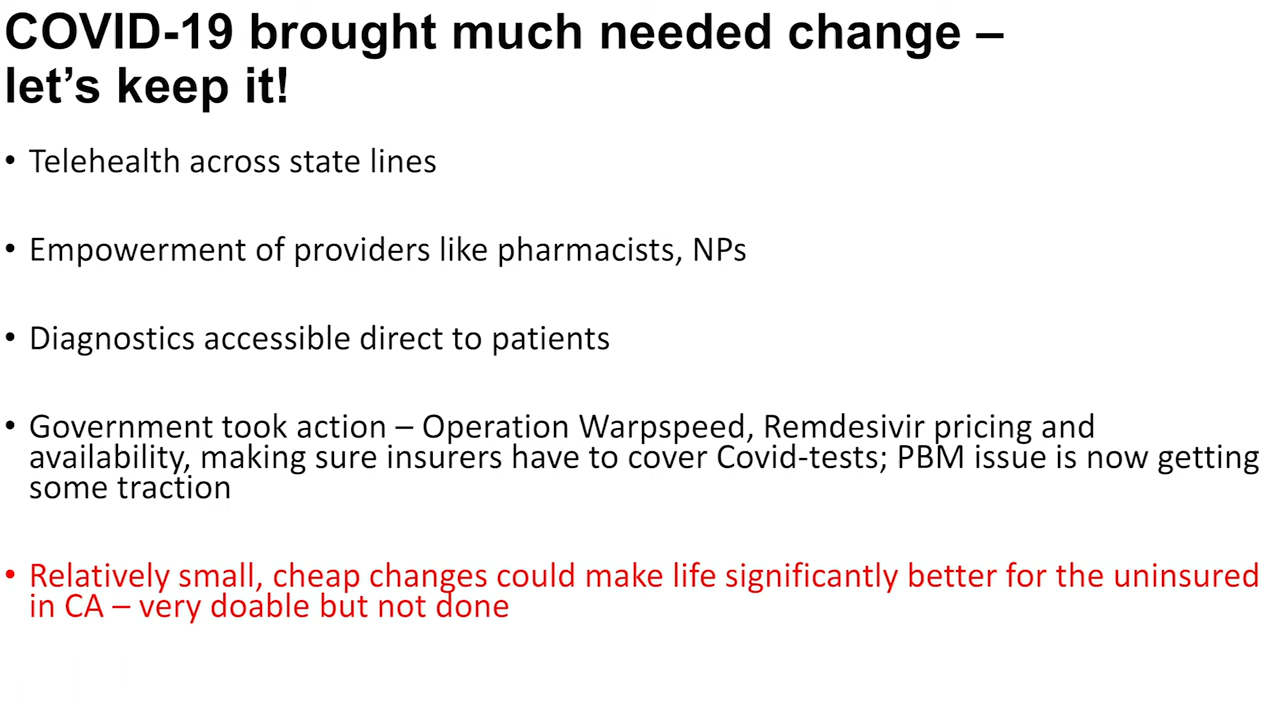 COVID-19 brought much needed change –
let's keep it!
• Telehealth across state lines
• Empowerment of providers like pharmacists, NPs
• Diagnostics accessible direct to patients
• Government took action – Operation Warpspeed, Remdesivir pricing and
availability, making sure insurers have to cover Covid-tests; PBM issue is now getting
some traction
• Relatively small, cheap changes could make life significantly better for the uninsured
in CA – very doable but not done